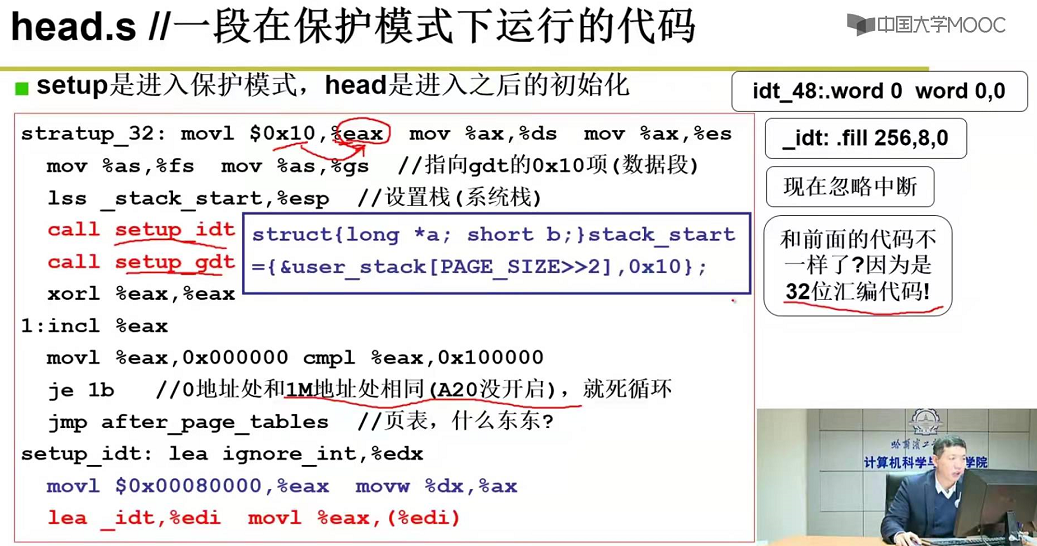 head.s //一段在保护模式下运行的代码
中国大学MOOC
setup是进入保护模式，head是进入之后的初始化
idt_48:.word 0  word 0,0
_idt: .fill 256,8,0
现在忽略中断
和前面的代码不
一样了?因为是
32位汇编代码!
stratup_32: movl $0x10,%eax  mov %ax,%ds  mov %ax,%es
mov %as,%fs  mov %as,%gs  //指向gdt的0x10项(数据段)
lss _stack_start,%esp  //设置栈(系统栈)
call setup_idt
call setup_gdt
struct{long *a; short b;}stack_start
={&user_stack[PAGE_SIZE>>2],0x10};
xorl %eax,%eax
1:incl %eax
movl %eax,0x000000 cmpl %eax,0x100000
je 1b   //0地址处和1M地址处相同(A20没开启)，就死循环
jmp after_page_tables  //页表，什么东东?
setup_idt: lea ignore_int,%edx
movl $0x00080000,%eax  movw %dx,%ax
lea _idt,%edi  movl %eax,(%edi)